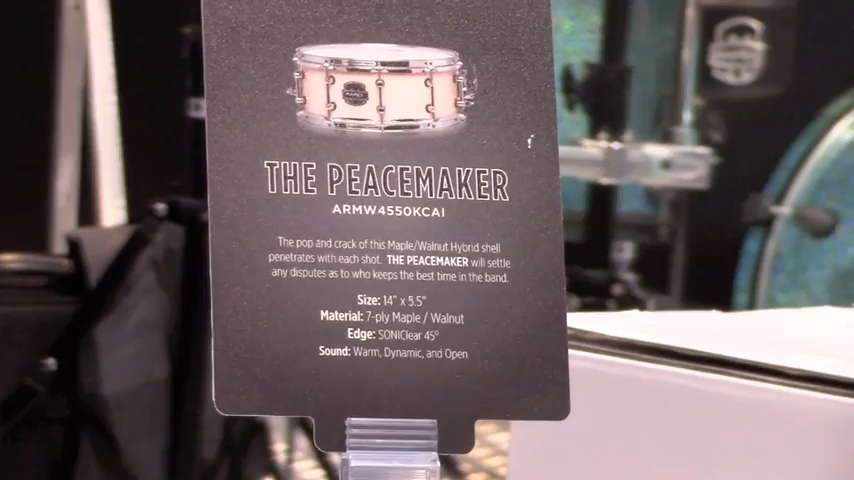 THE PEACEMAKER
ARMW4550KCAI
The pop and crack of this Maple/Walnut Hybrid shell
penetrates with each shot. THE PEACEMAKER will settle
any disputes as to who keeps the best time in the band.
Size: 14" x 5.5"
Material: 7-ply Maple / Walnut
Edge: SONIClear 45°
Sound: Warm, Dynamic, and Open